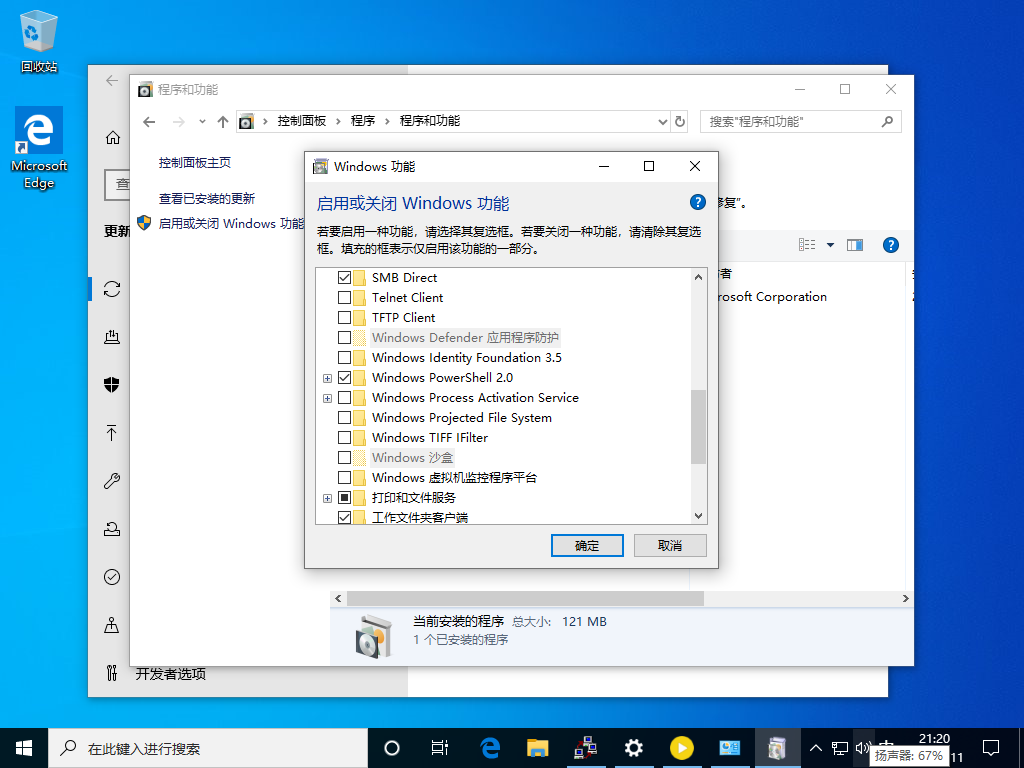 回收站
Microsoft
Edge
程序和功能
控制面板
程序
程序和功能
搜索"程序和功能"
控制面板主页
查看已安装的更新
启用或关闭 Windows 功能
更新
修复"。
rosoft Corporation
Windows 功能
启用或关闭 Windows 功能
若要启用一种功能，请选择其复选框。若要关闭一种功能，请清除其复选
框。填充的框表示仅启用该功能的一部分。
SMB Direct
Telnet Client
TFTP Client
Windows Defender 应用程序防护
Windows Identity Foundation 3.5
Windows PowerShell 2.0
Windows Process Activation Service
Windows Projected File System
Windows TIFF IFilter
Windows 沙盒
Windows 虚拟机监控程序平台
打印和文件服务
工作文件夹客户端
确定
取消
当前安装的程序 总大小: 121 MB
1 个已安装的程序
开发者选项
在此键入进行搜索
21:20
11
扬声器: 67%